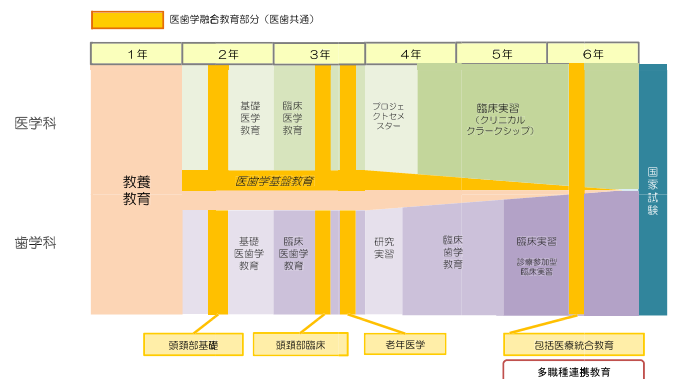 医歯学融合教育部分（医歯共通）
1年
2年
3年
4年
5年
6年
医学科
歯学科
教養
教育
基礎
医学
教育
臨床
医学
教育
プロジェ
クトセメ
スター
臨床実習
（クリニカル
クラークシップ）
医歯学基盤教育
基礎
医歯学
教育
臨床
医歯学
教育
研究
実習
臨床
歯学
教育
臨床実習
診療参加型
臨床実習
国
家
試
験
頭頸部基礎
頭頸部臨床
老年医学
包括医療統合教育
多職種連携教育